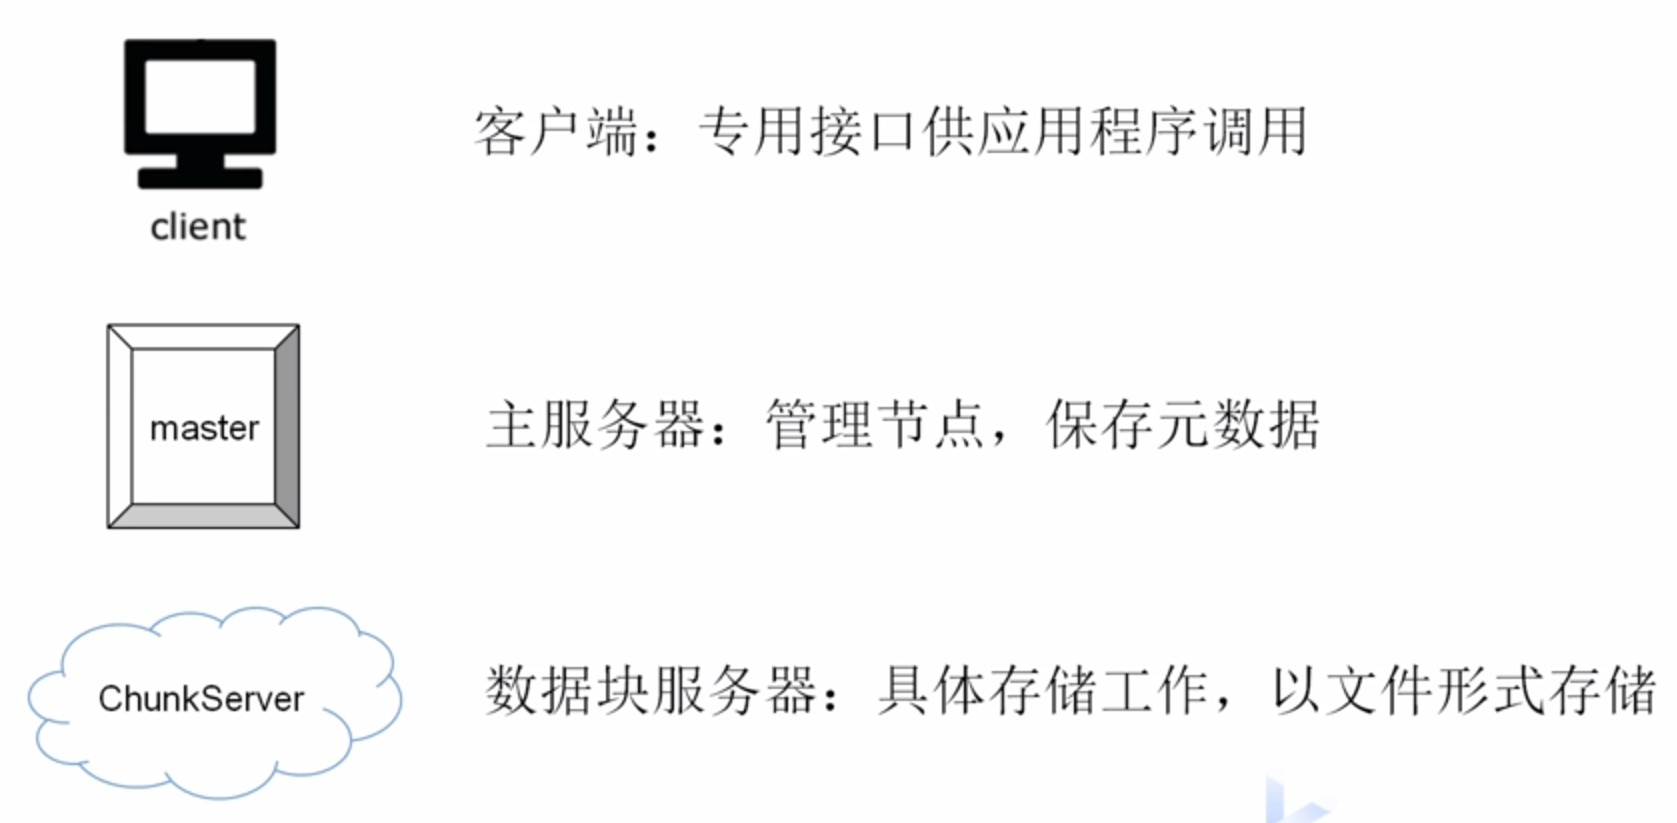 client
客户端：专用接口供应用程序调用
master
主服务器：管理节点，保存元数据
ChunkServer
数据块服务器：具体存储工作，以文件形式存储